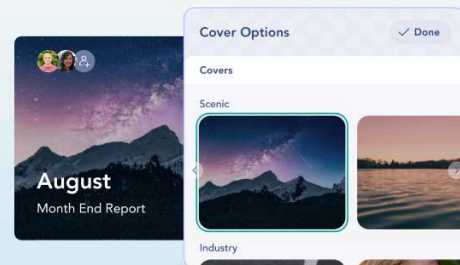 August
Month End Report
Cover Options
Done
Covers
Scenic
Industry